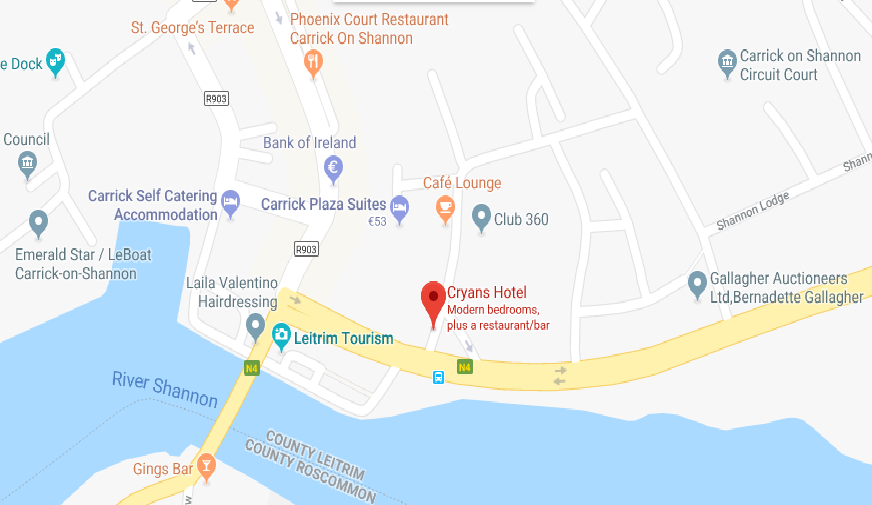 St. George's Terrace
Phoenix Court Restaurant
Carrick On Shannon
e Dock
Carrick on Shannon
Circuit Court
R903
Council
Bank of Ireland
Café Lounge
Carrick Self Catering
Accommodation
Carrick Plaza Suites
€53
Club 360
Shannon Lodge
Shann
Emerald Star / LeBoat
Carrick-on-Shannon
R903
Laila Valentino
Hairdressing
Cryans Hotel
Modern bedrooms,
plus a restaurant/bar
Gallagher Auctioneers
Ltd,Bernadette Gallagher
Leitrim Tourism
N4
N4
River Shannon
COUNTY LEITRIM
COUNTY ROSCOMMON
Gings Bar